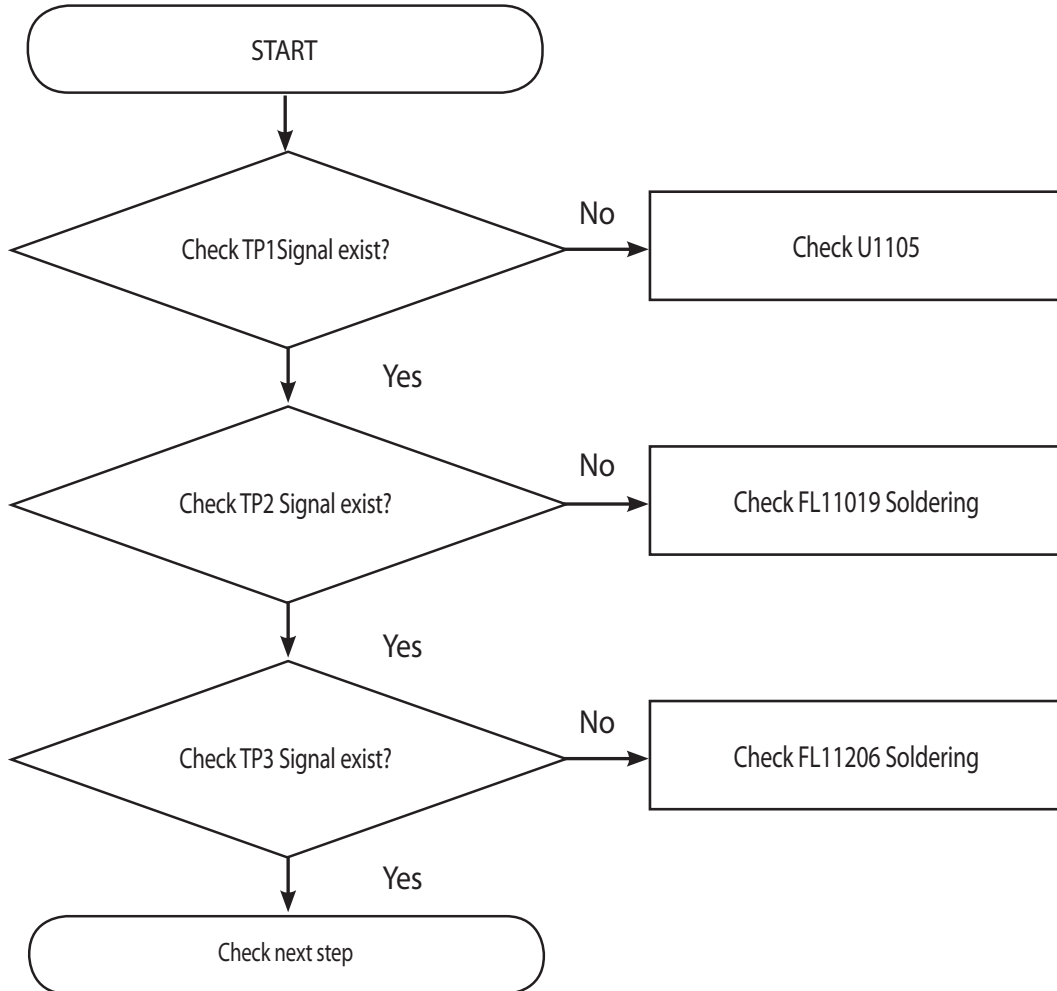 START
Check TP1Signal exist?
No
Check U1105
Yes
Check TP2 Signal exist?
No
Check FL11019 Soldering
Yes
Check TP3 Signal exist?
No
Check FL11206 Soldering
Yes
Check next step